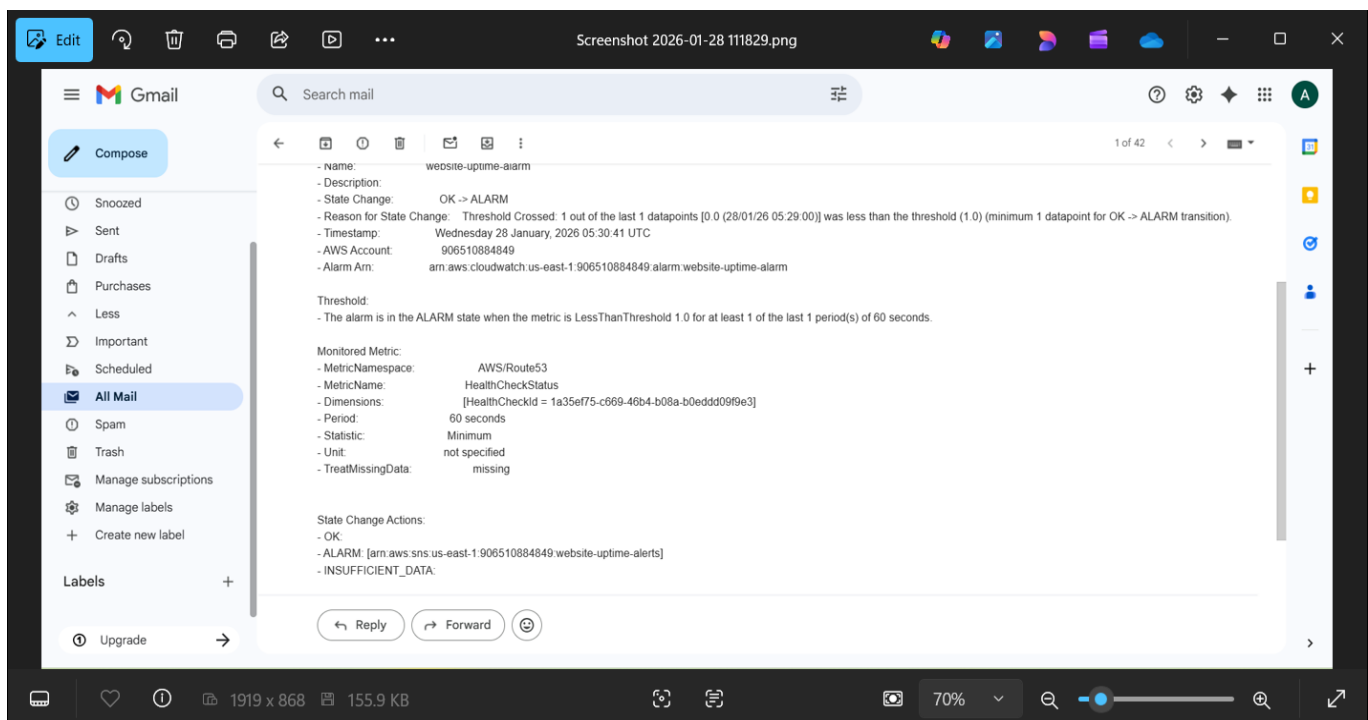 Edit
Screenshot 2026-01-28 111829.png
Gmail
Search mail
A
Compose
1 of 42
31
Snoozed
Sent
Drafts
Purchases
Less
Important
Scheduled
All Mail
Spam
Trash
Manage subscriptions
Manage labels
Create new label
Labels
Upgrade
- Name: website-uptime-alarm
- Description:
- State Change: OK -> ALARM
- Reason for State Change: Threshold Crossed: 1 out of the last 1 datapoints [0.0 (28/01/26 05:29:00)] was less than the threshold (1.0) (minimum 1 datapoint for OK -> ALARM transition).
- Timestamp: Wednesday 28 January, 2026 05:30:41 UTC
- AWS Account: 906510884849
- Alarm Arn: arn:aws:cloudwatch:us-east-1:906510884849:alarm:website-uptime-alarm
Threshold:
- The alarm is in the ALARM state when the metric is LessThanThreshold 1.0 for at least 1 of the last 1 period(s) of 60 seconds.
Monitored Metric:
- MetricNamespace: AWS/Route53
- MetricName: HealthCheckStatus
- Dimensions: [HealthCheckId = 1a35ef75-c669-46b4-b08a-b0eddd09f9e3]
- Period: 60 seconds
- Statistic: Minimum
- Unit: not specified
- TreatMissingData: missing
State Change Actions:
- OK:
- ALARM: [arn:aws:sns:us-east-1:906510884849:website-uptime-alerts]
- INSUFFICIENT_DATA:
Reply
Forward
1919 x 868
155.9 KB
70%